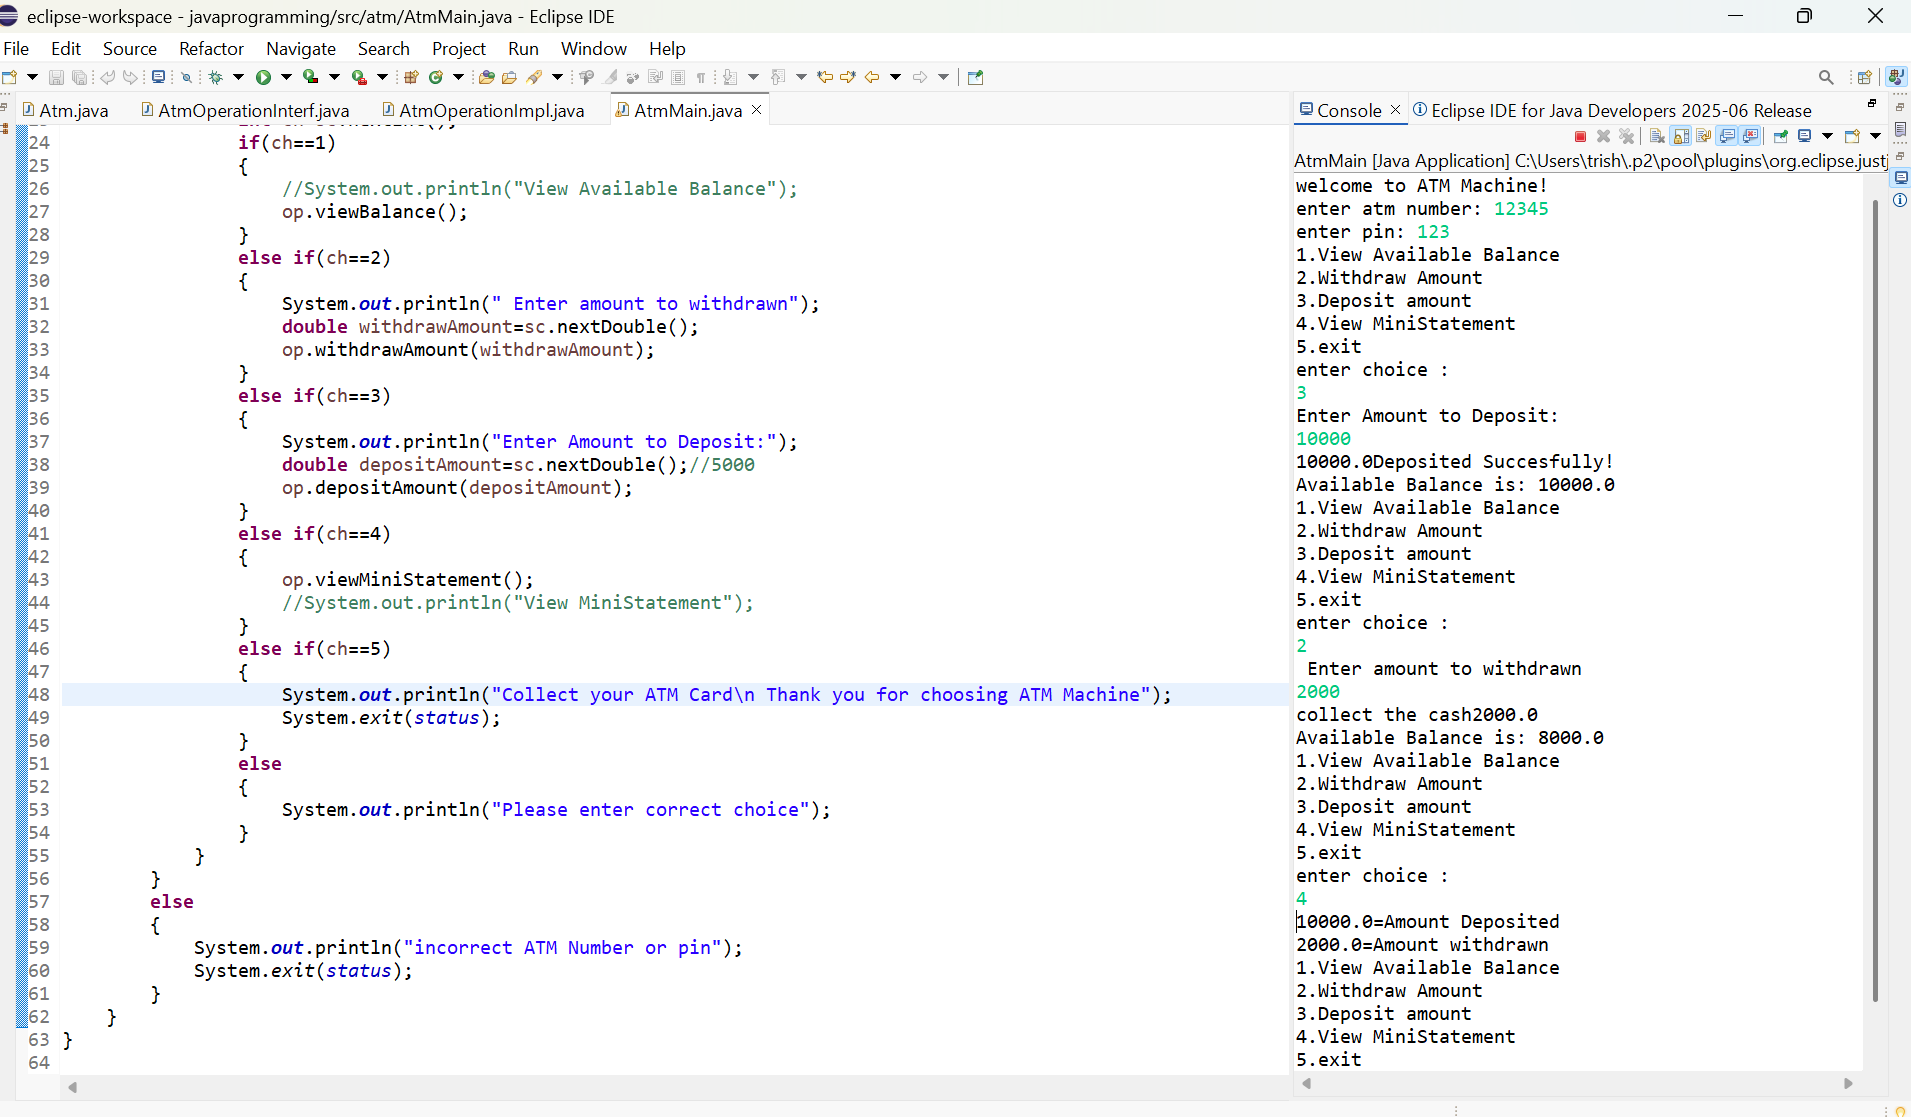 eclipse-workspace - javaprogramming/src/atm/AtmMain.java - Eclipse IDE
File Edit Source Refactor Navigate Search Project Run Window Help
Atm.java AtmOperationInterf.java AtmOperationImpl.java AtmMain.java
24 if(ch==1)
25 {
26 //System.out.println("View Available Balance");
27 op.viewBalance();
28 }
29 else if(ch==2)
30 {
31 System.out.println(" Enter amount to withdrawn");
32 double withdrawAmount=sc.nextDouble();
33 op.withdrawAmount(withdrawAmount);
34 }
35 else if(ch==3)
36 {
37 System.out.println("Enter Amount to Deposit:");
38 double depositAmount=sc.nextDouble();//5000
39 op.depositAmount(depositAmount);
40 }
41 else if(ch==4)
42 {
43 op.viewMiniStatement();
44 //System.out.println("View MiniStatement");
45 }
46 else if(ch==5)
47 {
48 System.out.println("Collect your ATM Card\n Thank you for choosing ATM Machine");
49 System.exit(status);
50 }
51 else
52 {
53 System.out.println("Please enter correct choice");
54 }
55 }
56 }
57 else
58 {
59 System.out.println("incorrect ATM Number or pin");
60 System.exit(status);
61 }
62 }
63 }
64
Console Eclipse IDE for Java Developers 2025-06 Release
AtmMain [Java Application] C:\Users\trish\.p2\pool\plugins\org.eclipse.justj
welcome to ATM Machine!
enter atm number: 12345
enter pin: 123
1.View Available Balance
2.Withdraw Amount
3.Deposit amount
4.View MiniStatement
5.exit
enter choice :
3
Enter Amount to Deposit:
10000
10000.0Deposited Succesfully!
Available Balance is: 10000.0
1.View Available Balance
2.Withdraw Amount
3.Deposit amount
4.View MiniStatement
5.exit
enter choice :
2
 Enter amount to withdrawn
2000
collect the cash2000.0
Available Balance is: 8000.0
1.View Available Balance
2.Withdraw Amount
3.Deposit amount
4.View MiniStatement
5.exit
enter choice :
4
10000.0=Amount Deposited
2000.0=Amount withdrawn
1.View Available Balance
2.Withdraw Amount
3.Deposit amount
4.View MiniStatement
5.exit